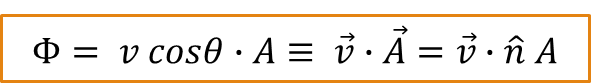 Φ = v cosθ · A ≡ v⃗ · A⃗ = v⃗ · n̂ A